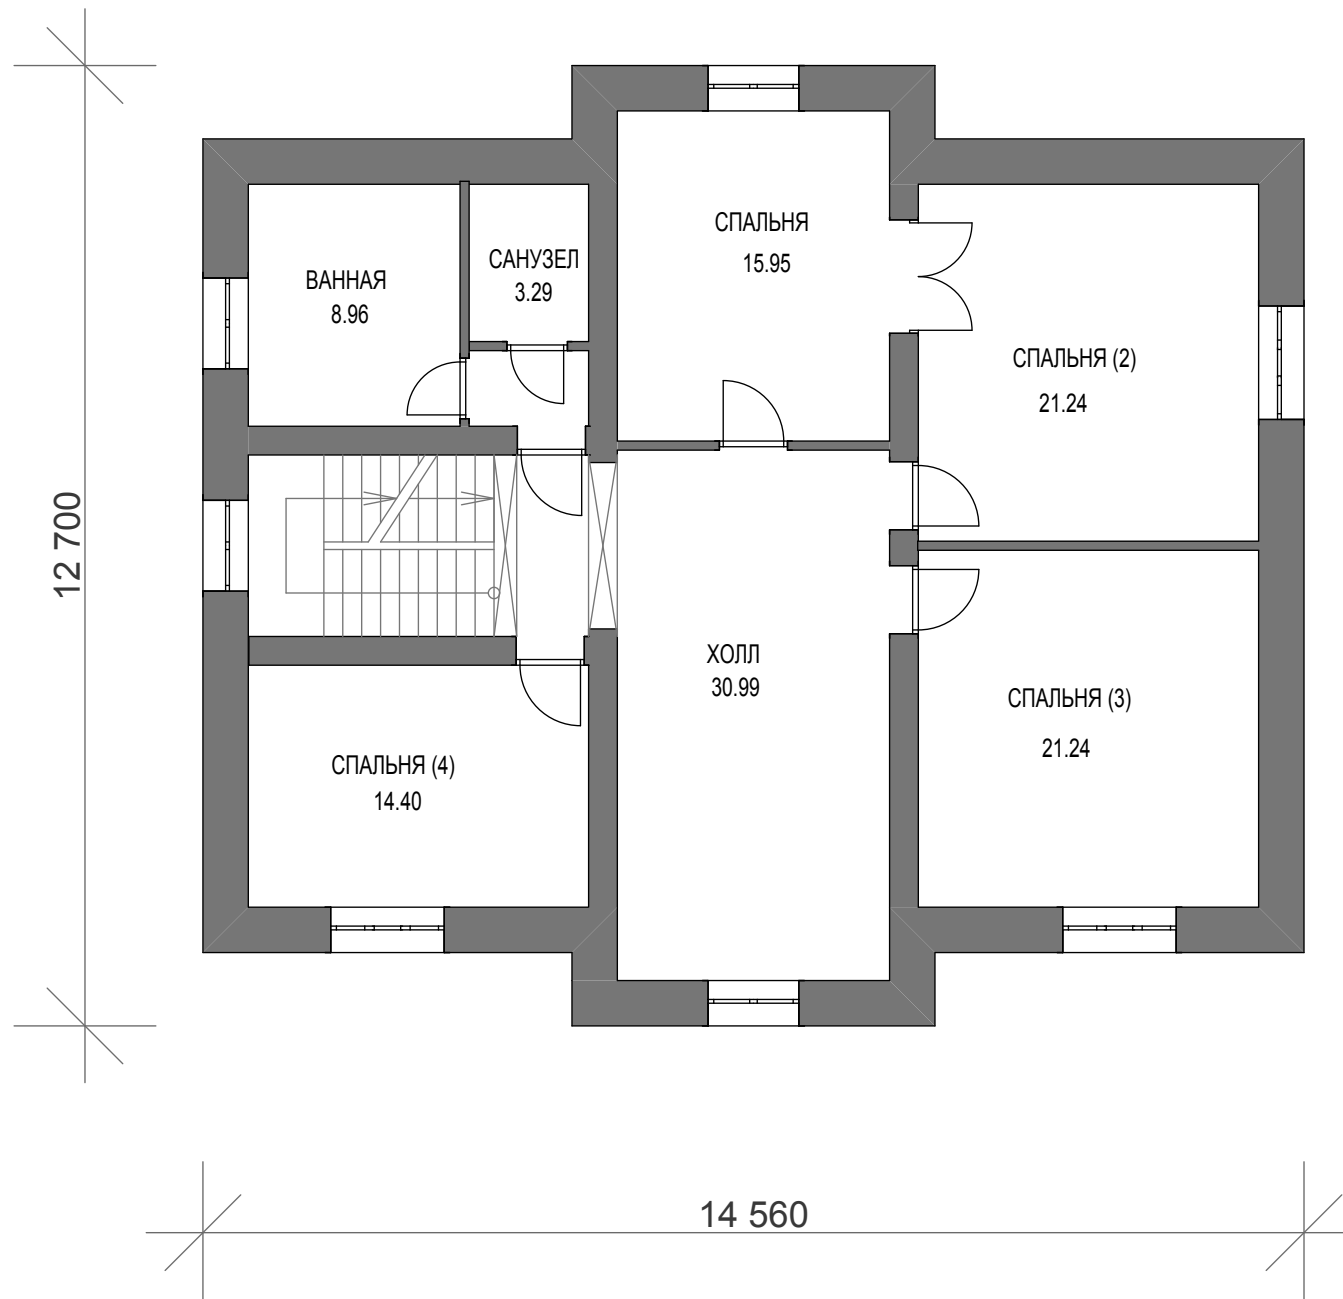 СПАЛЬНЯ
15.95
САНУЗЕЛ
3.29
ВАННАЯ
8.96
СПАЛЬНЯ (2)
21.24
12 700
ХОЛЛ
30.99
СПАЛЬНЯ (3)
21.24
СПАЛЬНЯ (4)
14.40
14 560